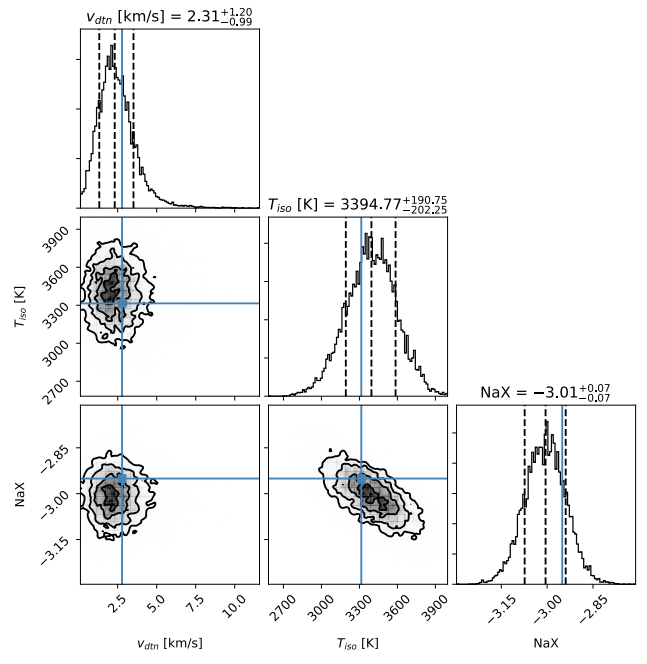 v_dtn [km/s] = 2.31^{+1.20}_{-0.99}
T_iso [K] = 3394.77^{+190.75}_{-202.25}
NaX = −3.01^{+0.07}_{-0.07}
T_iso [K]
3900
3600
3300
3000
2700
NaX
−2.85
−3.00
−3.15
2.5
5.0
7.5
10.0
2700
3000
3300
3600
3900
−3.15
−3.00
−2.85
v_dtn [km/s]
T_iso [K]
NaX